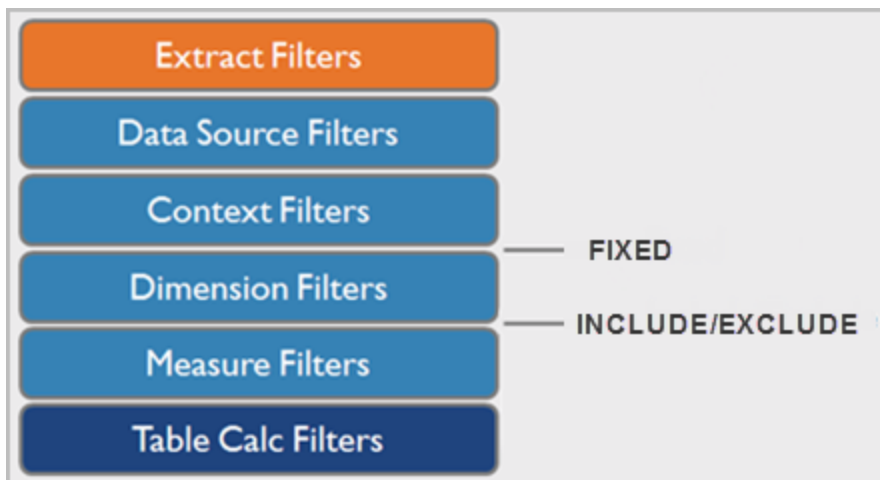 Extract Filters
Data Source Filters
Context Filters
FIXED
Dimension Filters
INCLUDE/EXCLUDE
Measure Filters
Table Calc Filters